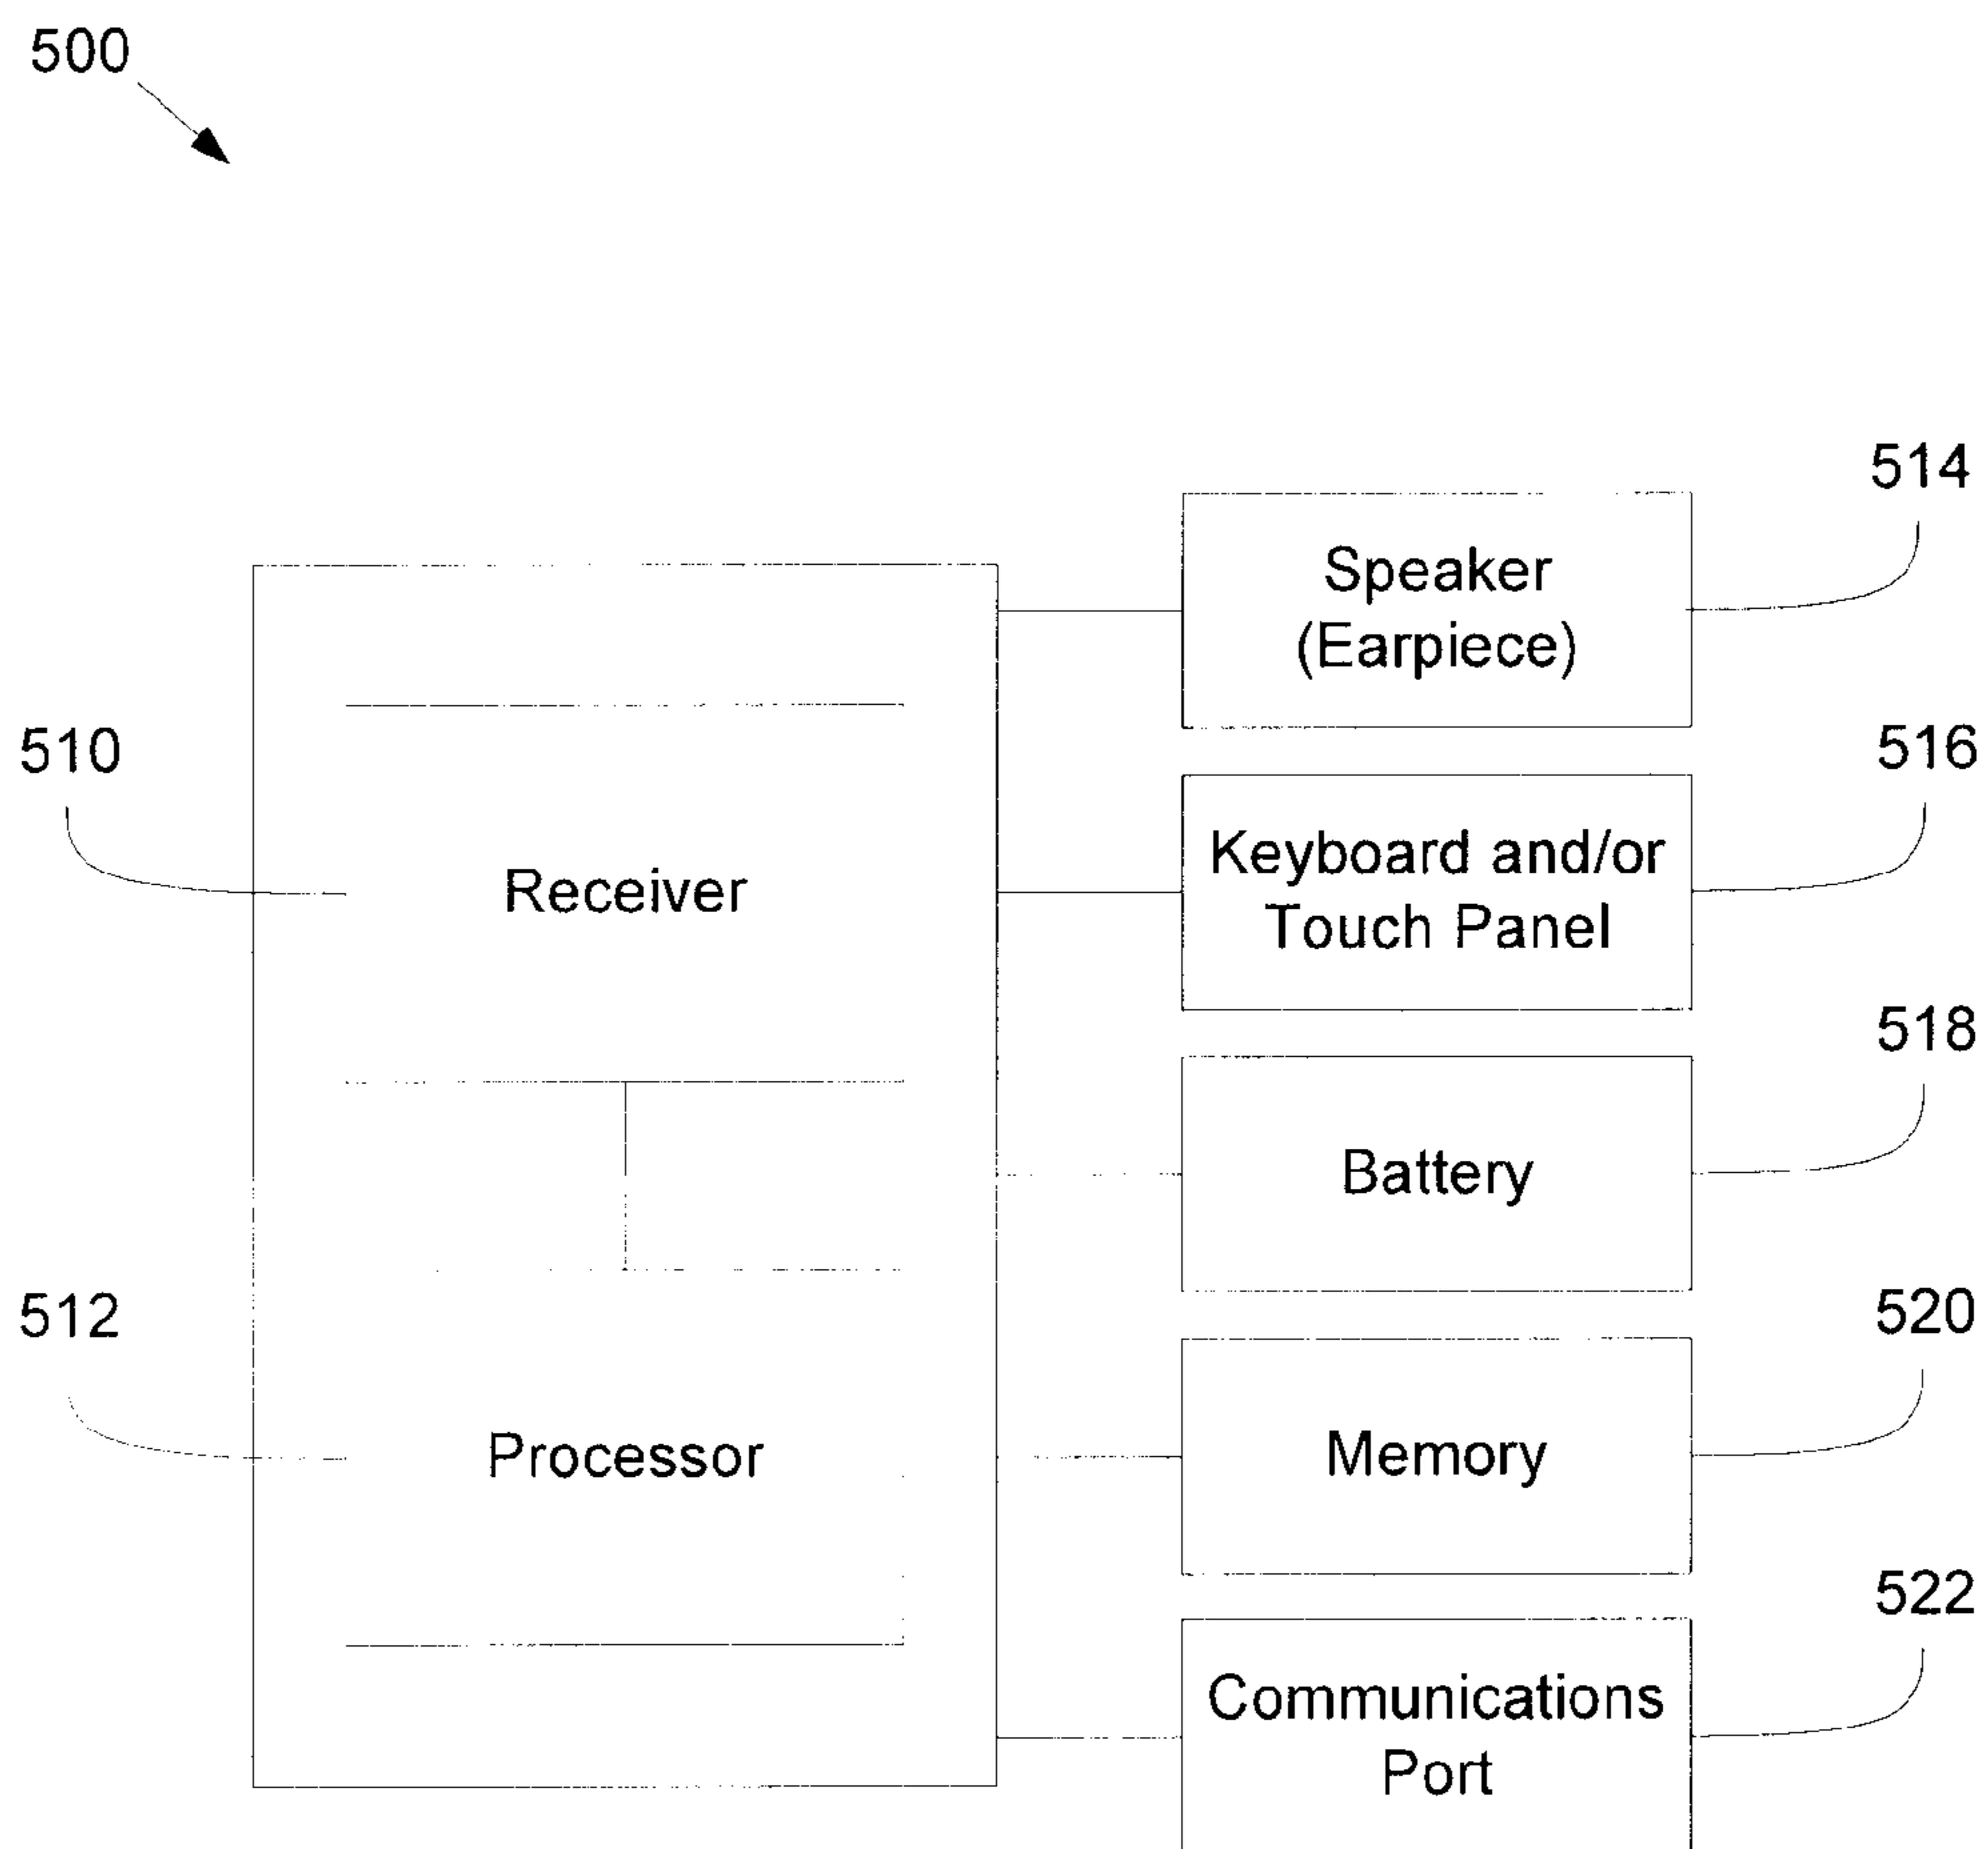 500
514
Speaker
(Earpiece)
510
516
Receiver
Keyboard and/or
Touch Panel
518
Battery
512
520
Processor
Memory
522
Communications
Port